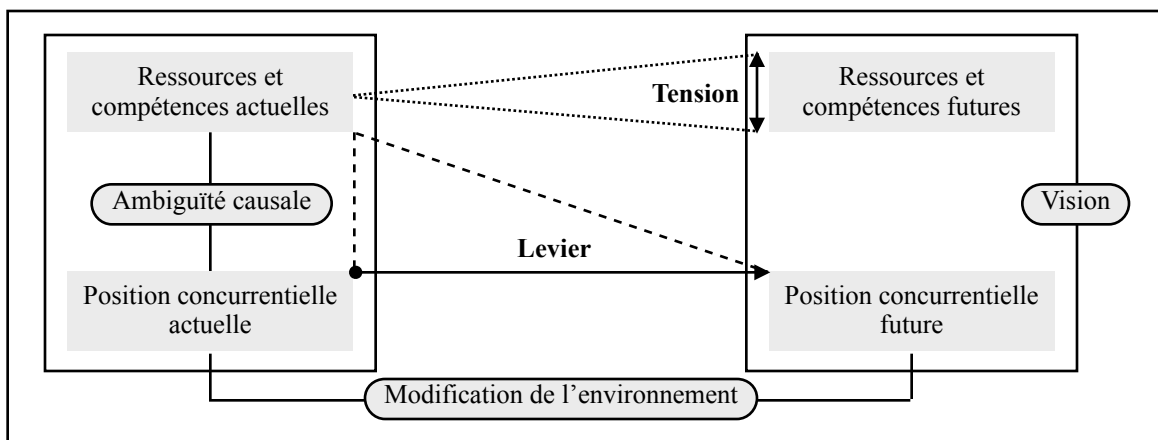 Ressources et
compétences actuelles
Tension
Ressources et
compétences futures
Ambiguïté causale
Vision
Levier
Position concurrentielle
actuelle
Position concurrentielle
future
Modification de l’environnement